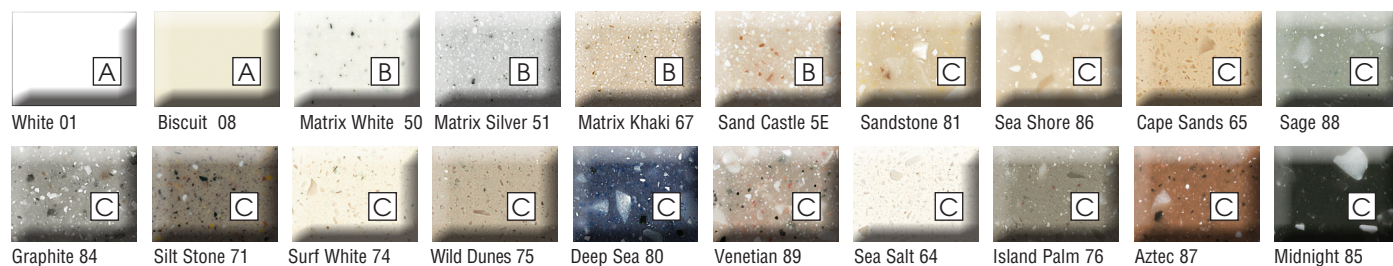 A A B B B B C C C C
White 01 Biscuit 08 Matrix White 50 Matrix Silver 51 Matrix Khaki 67 Sand Castle 5E Sandstone 81 Sea Shore 86 Cape Sands 65 Sage 88
C C C C C C C C C C
Graphite 84 Silt Stone 71 Surf White 74 Wild Dunes 75 Deep Sea 80 Venetian 89 Sea Salt 64 Island Palm 76 Aztec 87 Midnight 85